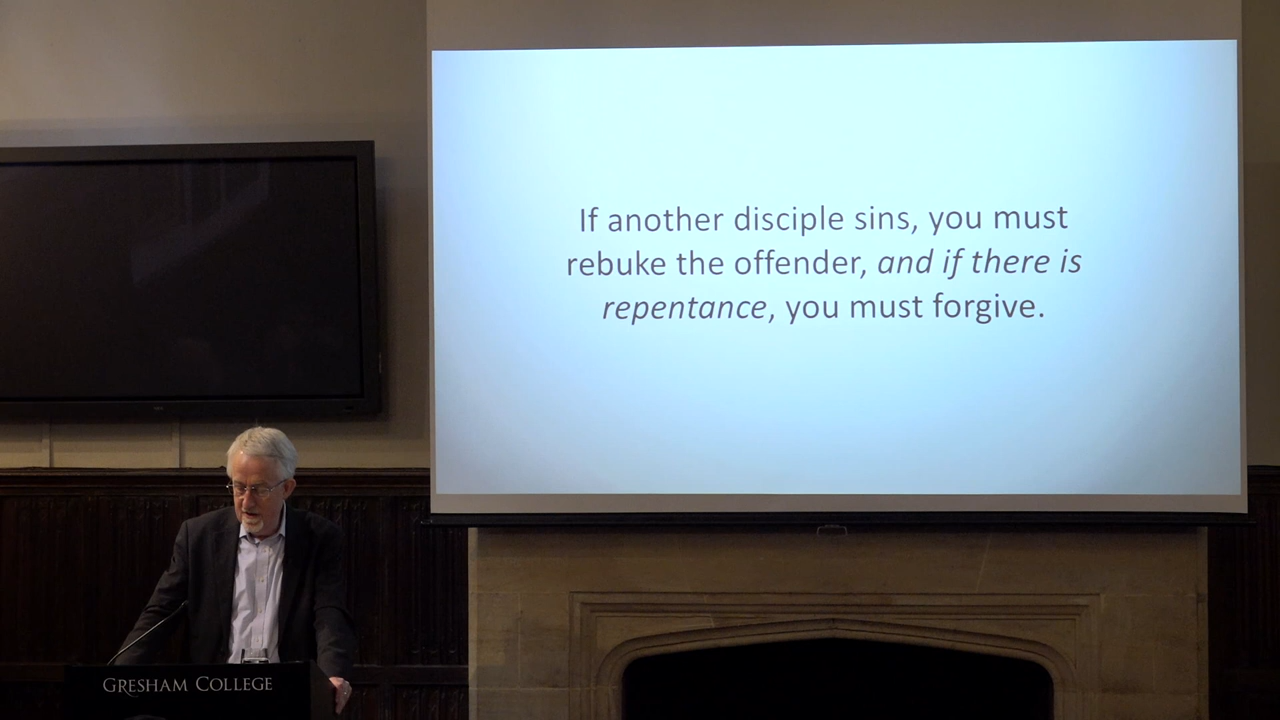 If another disciple sins, you must
rebuke the offender, and if there is
repentance, you must forgive.
GRESHAM COLLEGE